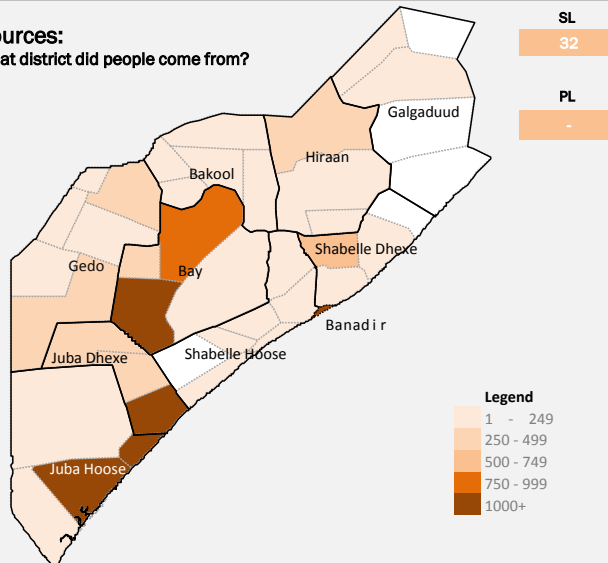 urces:
at district did people come from?
SL
32
PL
-
Galgaduud
Hiraan
Bakool
Shabelle Dhexe
Gedo
Bay
Banadir
Juba Dhexe
Shabelle Hoose
Juba Hoose
Legend
1 - 249
250 - 499
500 - 749
750 - 999
1000+